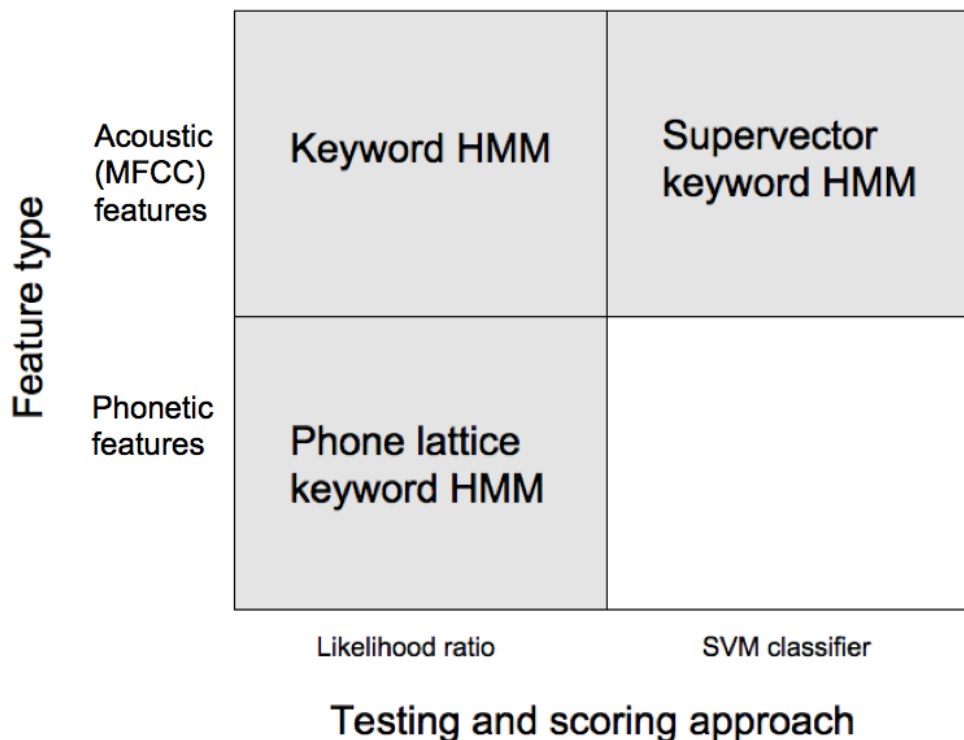 Feature type
Acoustic
(MFCC)
features
Keyword HMM
Supervector
keyword HMM
Phonetic
features
Phone lattice
keyword HMM
Likelihood ratio
SVM classifier
Testing and scoring approach